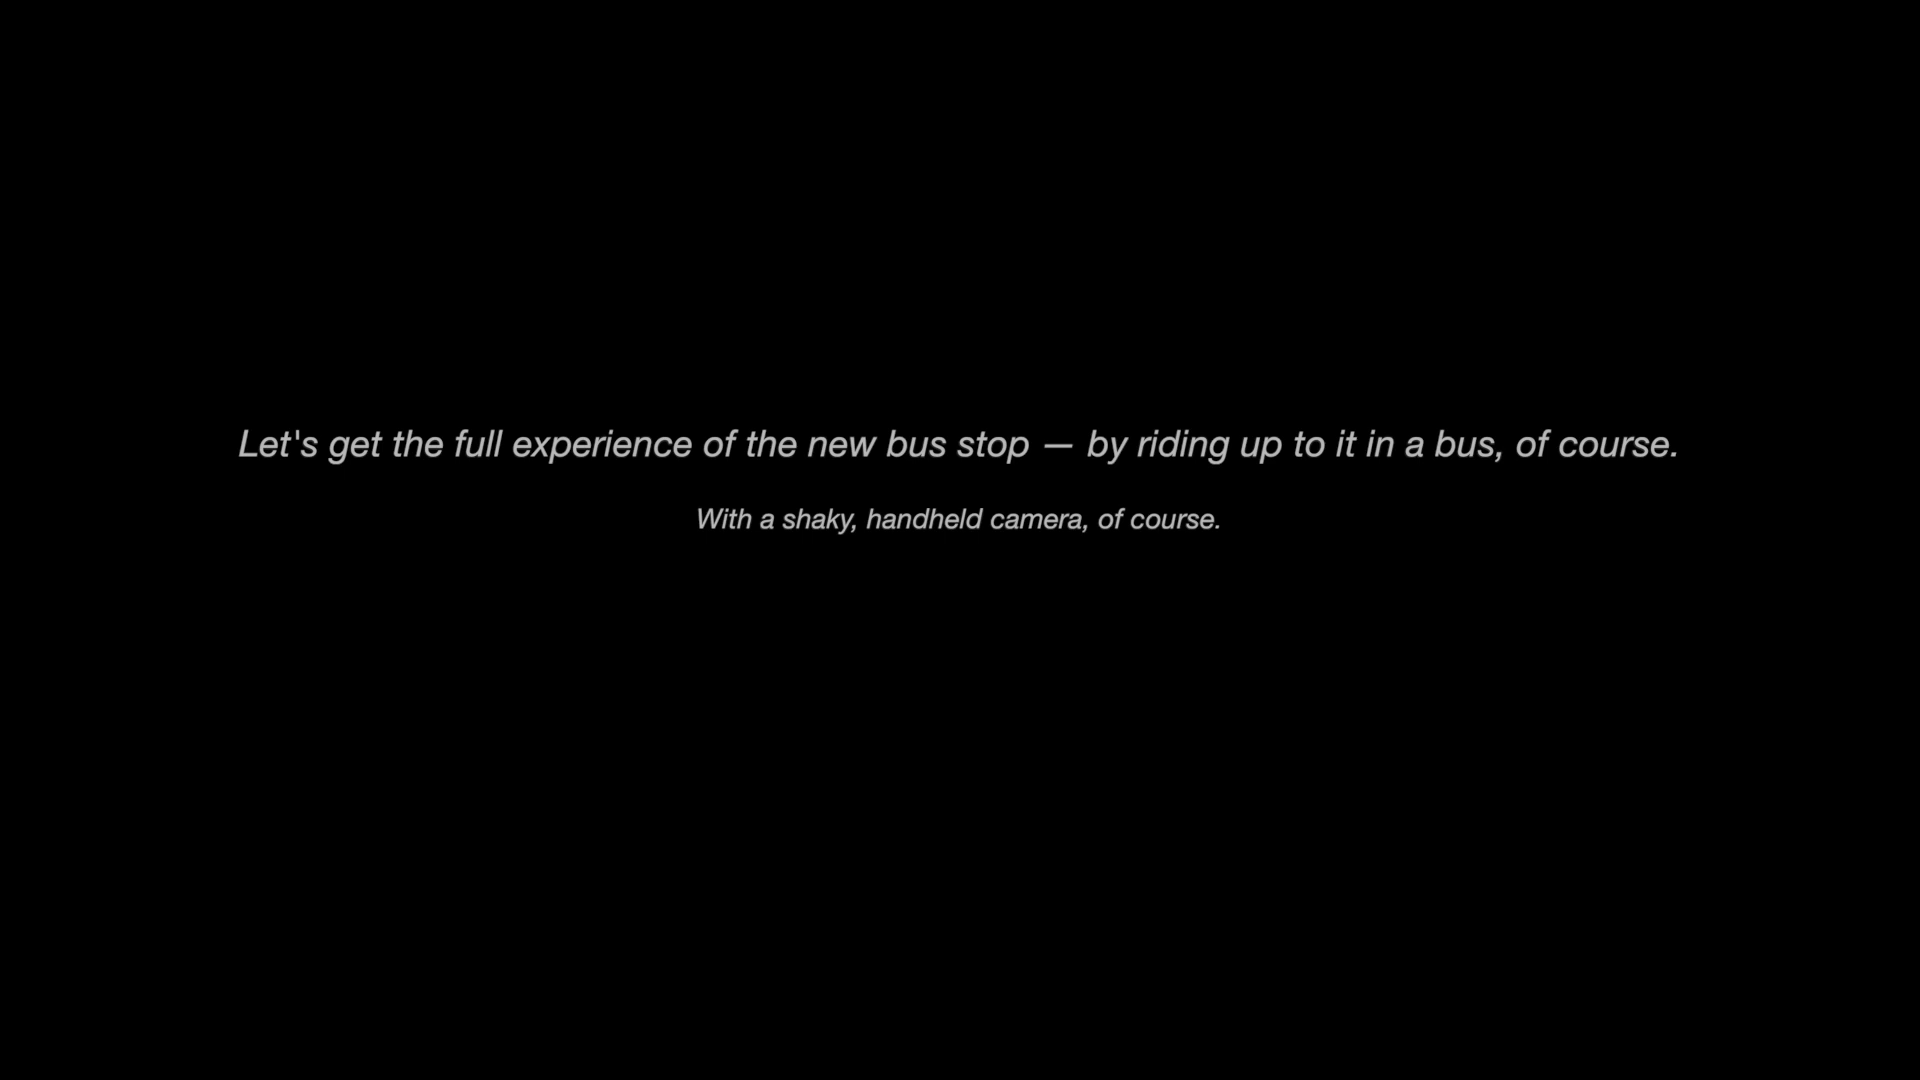 Let's get the full experience of the new bus stop — by riding up to it in a bus, of course.
With a shaky, handheld camera, of course.